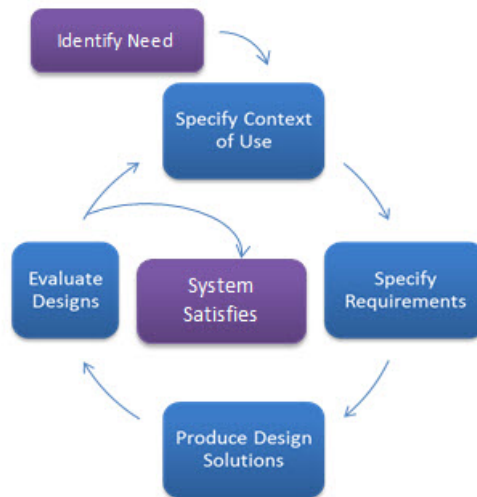 Identify Need
Specify Context
of Use
Evaluate
Designs
System
Satisfies
Specify
Requirements
Produce Design
Solutions